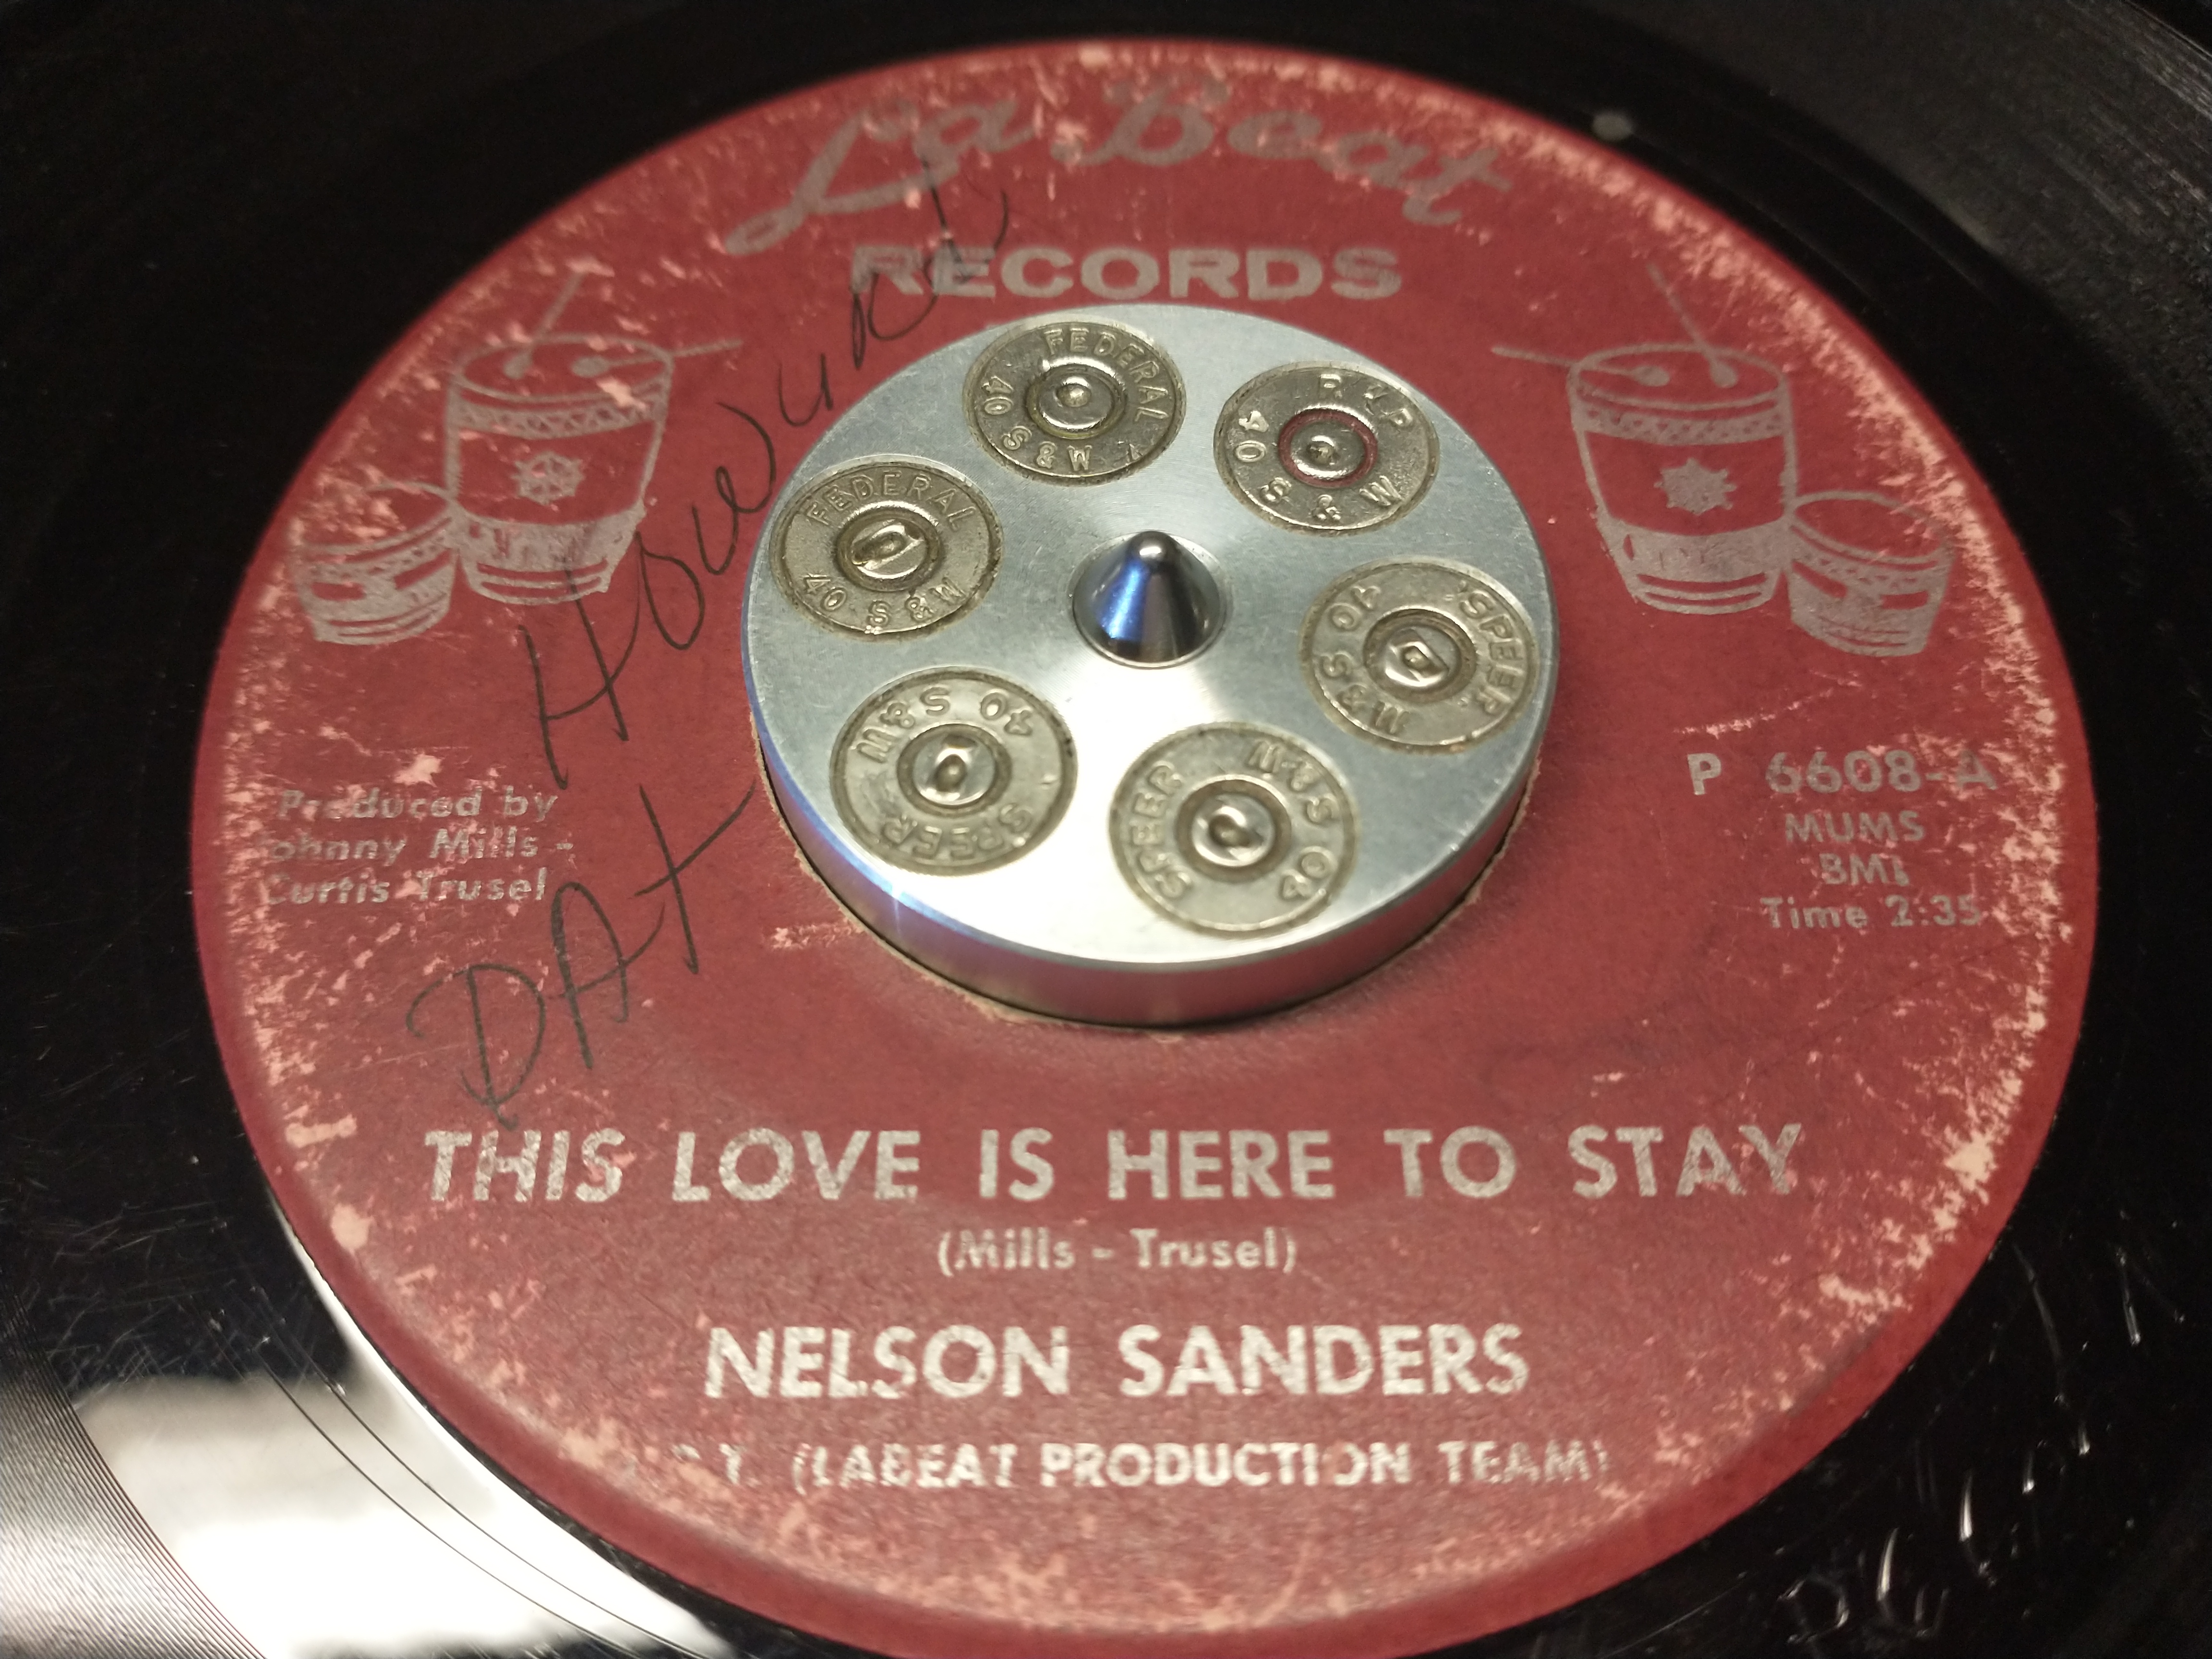 La Beat
RECORDS
Howard
PAT
FEDERAL
40 S&W
R·P
40 S & W
FEDERAL
40 S&W
SPEER
40 S&W
SPEER
40 S&W
SPEER
40 S&W
Produced by
ohnny Mills -
Curtis Trusel
P 6608-A
MUMS
BMI
Time 2:35
THIS LOVE IS HERE TO STAY
(Mills - Trusel)
NELSON SANDERS
(LABEAT PRODUCTION TEAM)